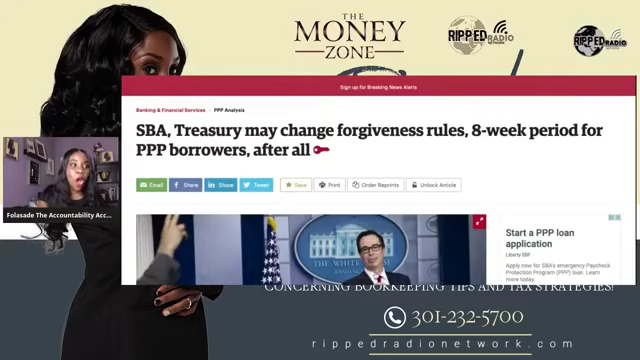 THE
MONEY
ZONE
RIPPED RADIO
NETWORK
RIPPED RADIO
NETWORK
Sign up for Breaking News Alerts
Banking & Financial Services › PPP Analysis
SBA, Treasury may change forgiveness rules, 8-week period for
PPP borrowers, after all
Email
Share
Share
Tweet
Save
Print
Order Reprints
Unlock Article
Folasade The Accountability Acc...
THE WHITE HOUSE
Start a PPP loan
application
Liberty SBF
Apply now for SBA's emergency Paycheck
Protection Program (PPP) loan. Learn
more today.
CONCERNING BOOKKEEPING TIPS AND TAX STRATEGIES!
301-232-5700
rippedradionetwork.com